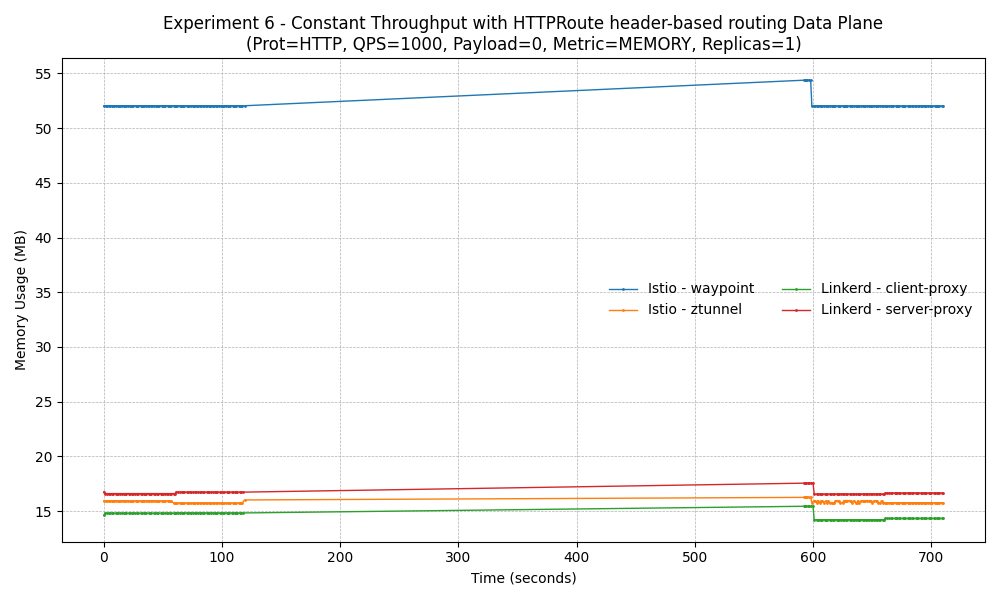 Experiment 6 - Constant Throughput with HTTPRoute header-based routing Data Plane
(Prot=HTTP, QPS=1000, Payload=0, Metric=MEMORY, Replicas=1)
Memory Usage (MB)
55
50
45
40
35
30
25
20
15
Istio - waypoint
Istio - ztunnel
Linkerd - client-proxy
Linkerd - server-proxy
0 100 200 300 400 500 600 700
Time (seconds)